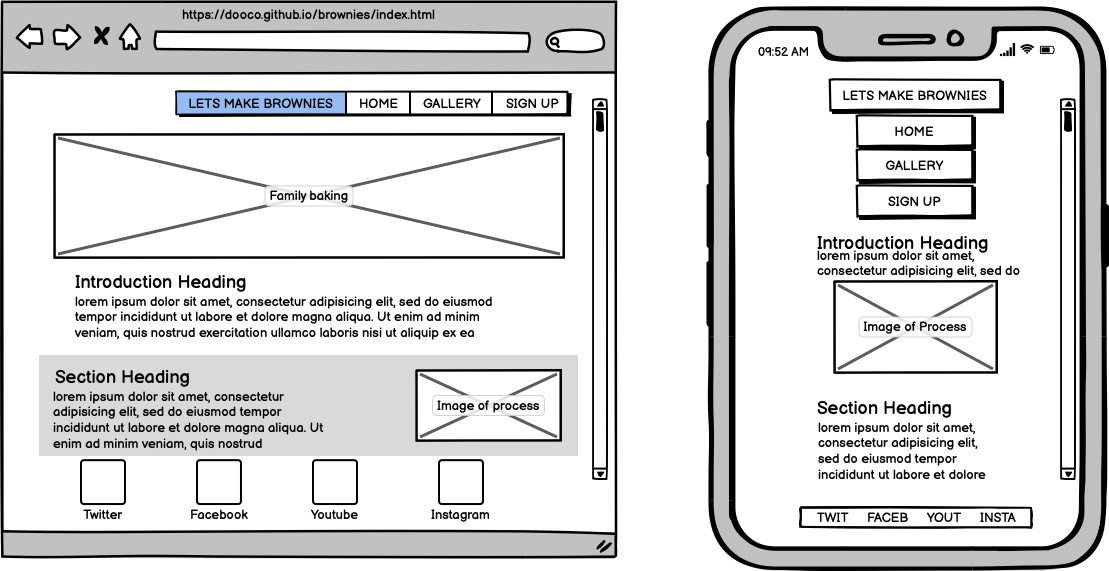 https://dooco.github.io/brownies/index.html
LETS MAKE BROWNIES HOME GALLERY SIGN UP
Family baking
Introduction Heading
lorem ipsum dolor sit amet, consectetur adipisicing elit, sed do eiusmod
tempor incididunt ut labore et dolore magna aliqua. Ut enim ad minim
veniam, quis nostrud exercitation ullamco laboris nisi ut aliquip ex ea
Section Heading
lorem ipsum dolor sit amet, consectetur
adipisicing elit, sed do eiusmod tempor
incididunt ut labore et dolore magna aliqua. Ut
enim ad minim veniam, quis nostrud
Image of process
Twitter Facebook Youtube Instagram
09:52 AM
LETS MAKE BROWNIES
HOME
GALLERY
SIGN UP
Introduction Heading
lorem ipsum dolor sit amet,
consectetur adipisicing elit, sed do
Image of Process
Section Heading
lorem ipsum dolor sit amet,
consectetur adipisicing elit,
sed do eiusmod tempor
incididunt ut labore et dolore
TWIT FACEB YOUT INSTA